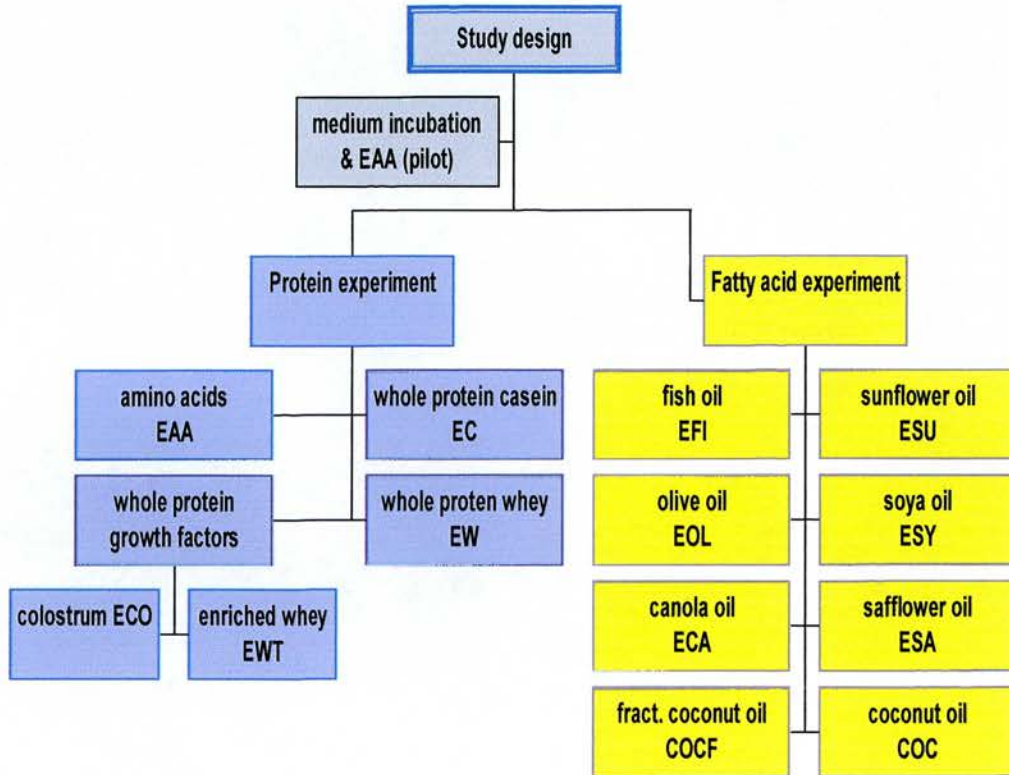 Study design
medium incubation
& EAA (pilot)
Protein experiment
Fatty acid experiment
amino acids
EAA
whole protein casein
EC
whole protein
growth factors
whole proten whey
EW
colostrum ECO
enriched whey
EWT
fish oil
EFI
sunflower oil
ESU
olive oil
EOL
soya oil
ESY
canola oil
ECA
safflower oil
ESA
fract. coconut oil
COCF
coconut oil
COC